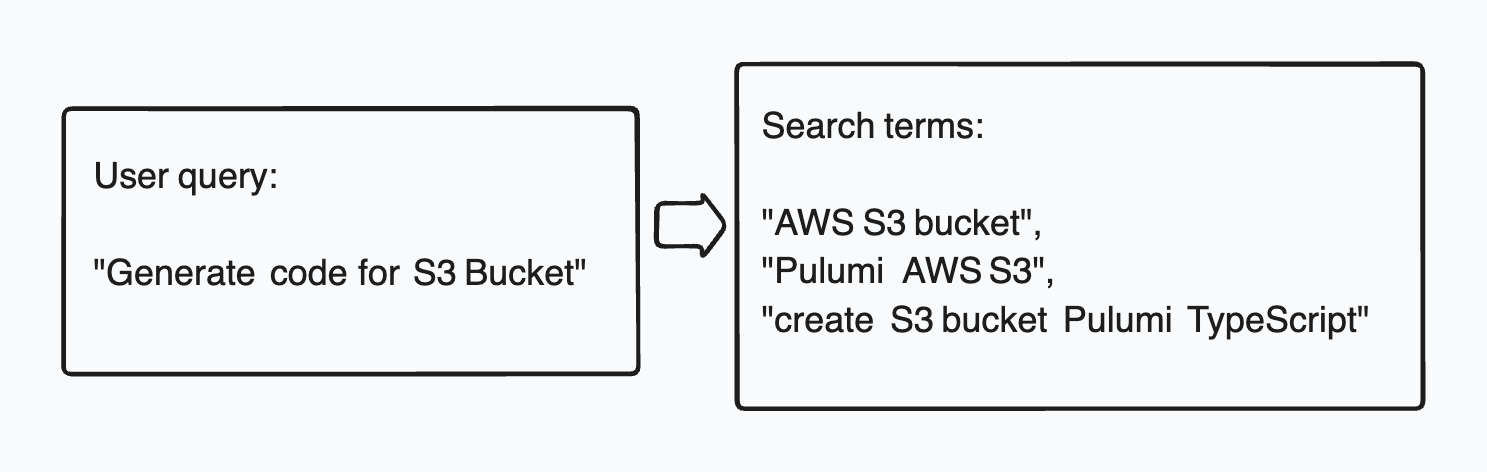 User query:
"Generate code for S3 Bucket"
Search terms:
"AWS S3 bucket",
"Pulumi AWS S3",
"create S3 bucket Pulumi TypeScript"